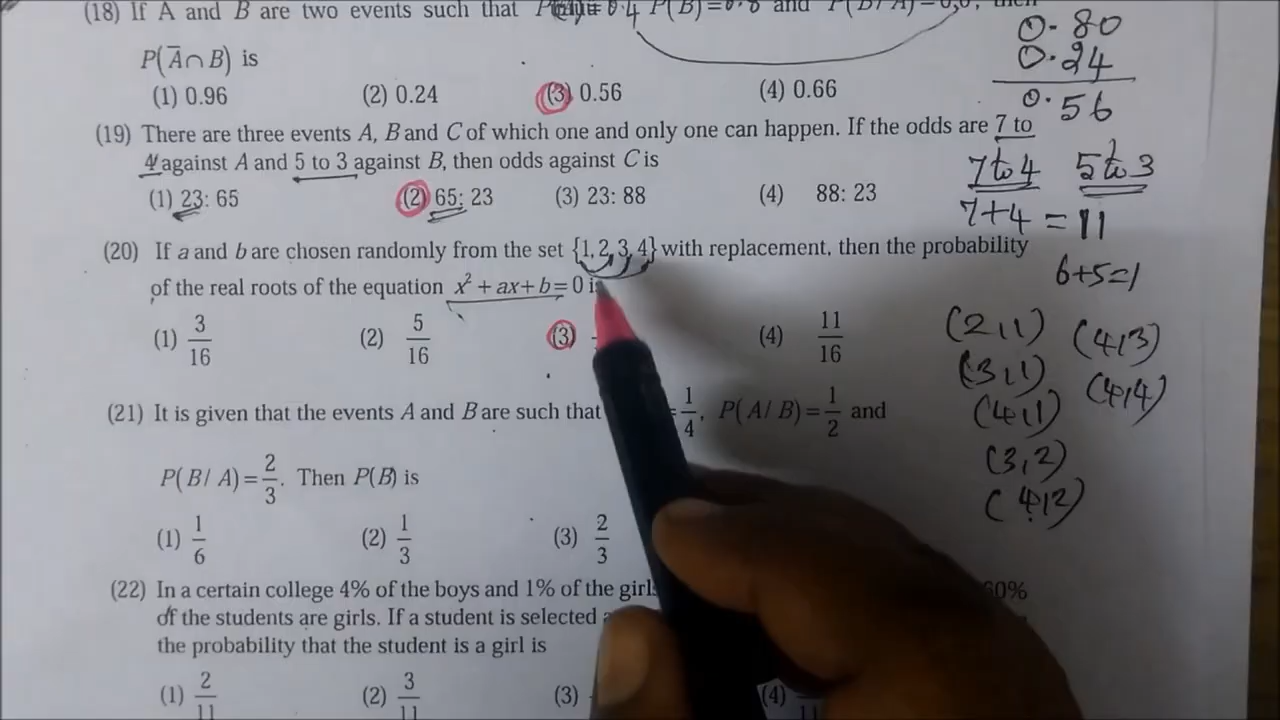 (18) If A and B are two events such that P(B)=0.8 and
P(A̅∩B) is
(1) 0.96 (2) 0.24 (3) 0.56 (4) 0.66
0.80
0.24
0.56
(19) There are three events A, B and C of which one and only one can happen. If the odds are 7 to
4 against A and 5 to 3 against B, then odds against C is
(1) 23: 65 (2) 65: 23 (3) 23: 88 (4) 88: 23
7 to 4 5 to 3
7+4 = 11
6+5=1
(20) If a and b are chosen randomly from the set {1, 2, 3, 4} with replacement, then the probability
of the real roots of the equation x² + ax + b = 0
(1) 3/16 (2) 5/16 (3) (4) 11/16
(2,1) (4,3)
(3,1) (4,4)
(4,1)
(3,2)
(4,2)
(21) It is given that the events A and B are such that = 1/4, P(A/B) = 1/2 and
P(B/A) = 2/3. Then P(B) is
(1) 1/6 (2) 1/3 (3) 2/3
(22) In a certain college 4% of the boys and 1% of the 60%
of the students are girls. If a student is selected
the probability that the student is a girl is
(1) 2/11 (2) 3/11 (3) (4)